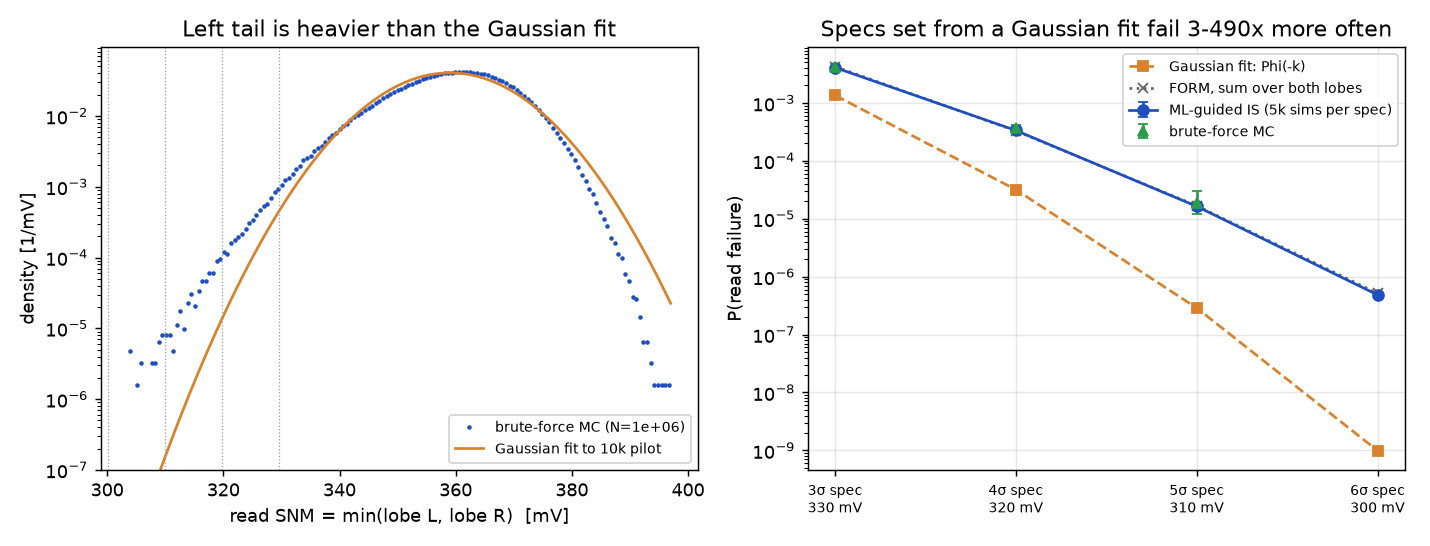 Left tail is heavier than the Gaussian fit
density [1/mV]
10⁻²
10⁻³
10⁻⁴
10⁻⁵
10⁻⁶
10⁻⁷
brute-force MC (N=1e+06)
Gaussian fit to 10k pilot
300 320 340 360 380 400
read SNM = min(lobe L, lobe R) [mV]
Specs set from a Gaussian fit fail 3-490x more often
P(read failure)
10⁻³
10⁻⁴
10⁻⁵
10⁻⁶
10⁻⁷
10⁻⁸
10⁻⁹
Gaussian fit: Phi(-k)
FORM, sum over both lobes
ML-guided IS (5k sims per spec)
brute-force MC
3σ spec 4σ spec 5σ spec 6σ spec
330 mV 320 mV 310 mV 300 mV